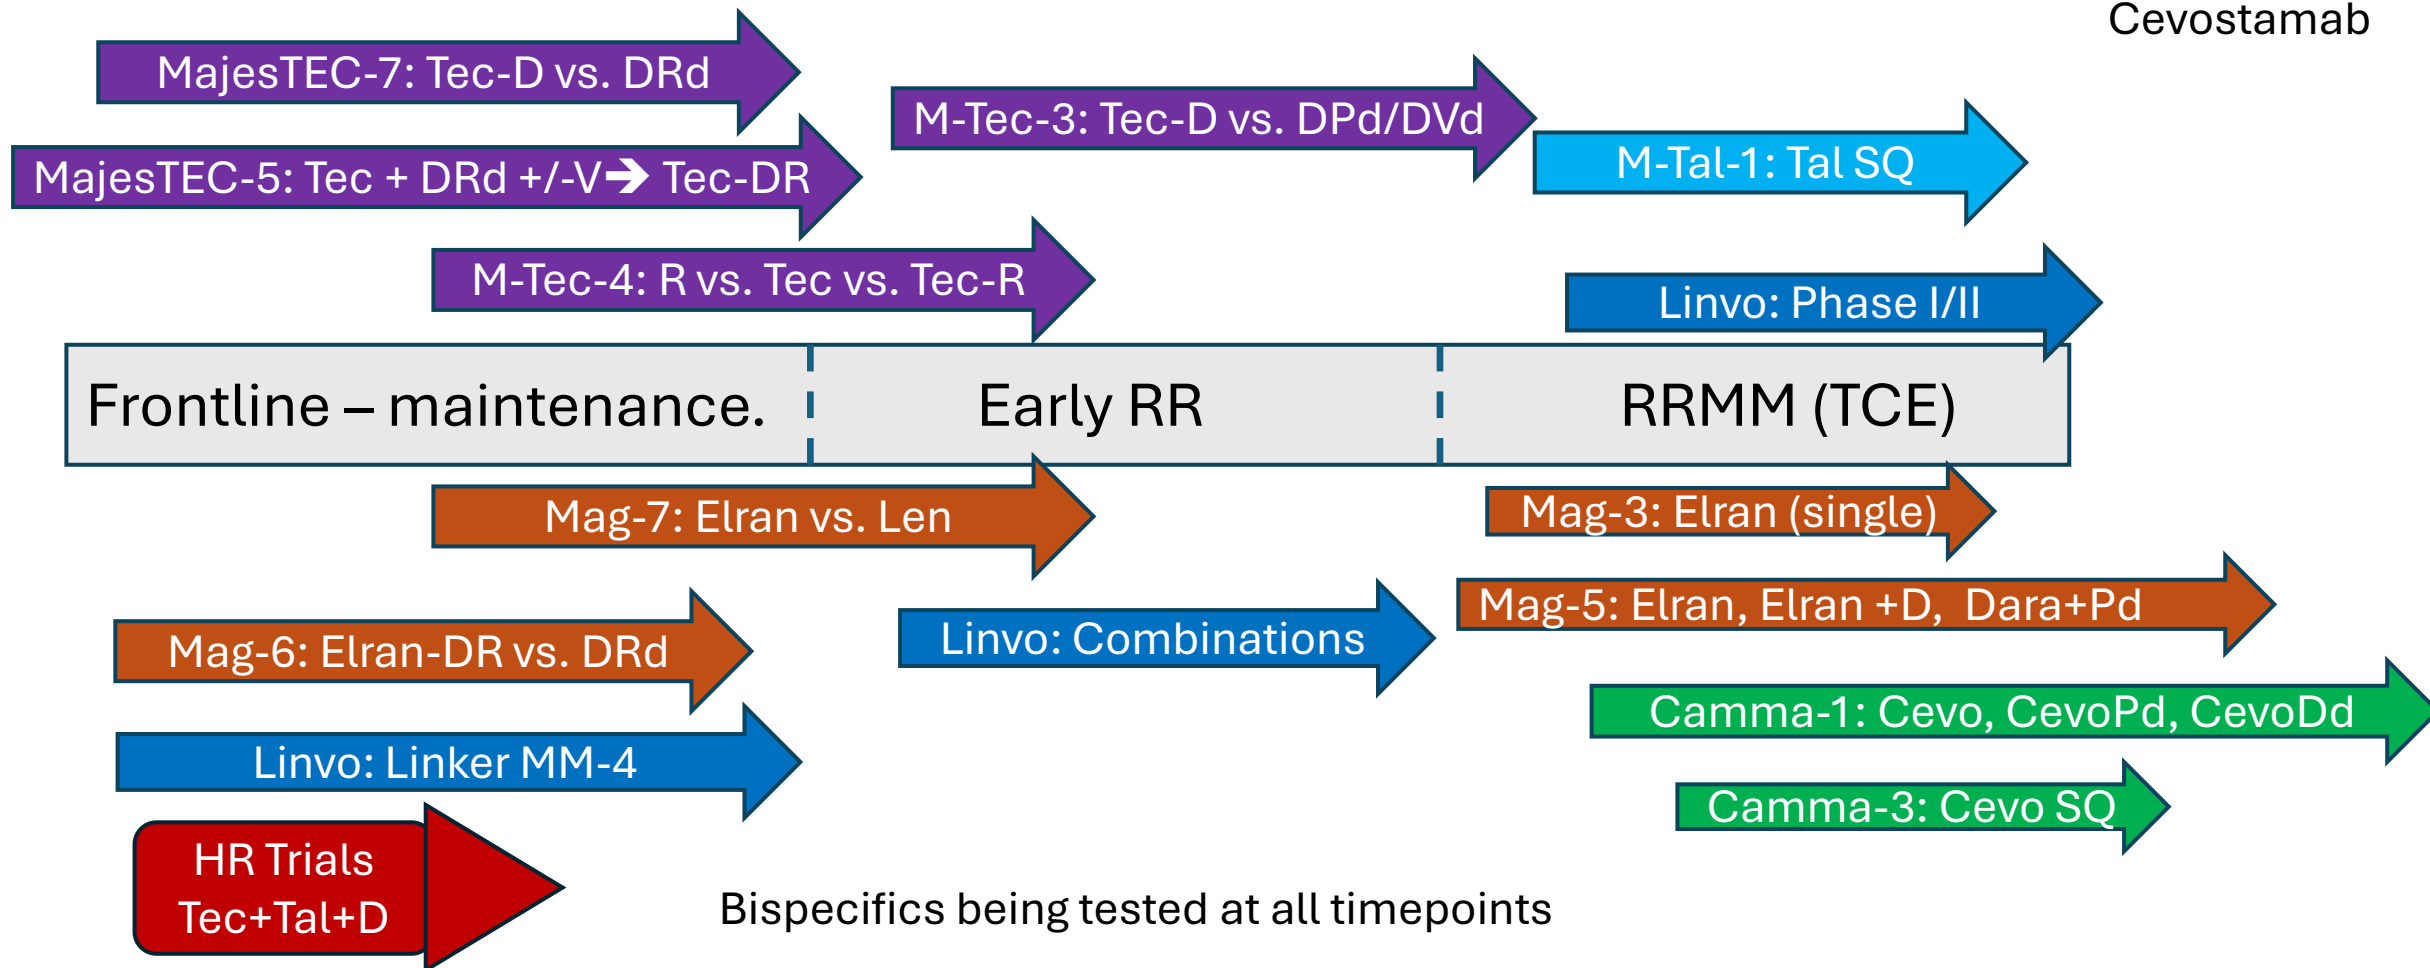 Cevostamab
MajesTEC-7: Tec-D vs. DRd
M-Tec-3: Tec-D vs. DPd/DVd
M-Tal-1: Tal SQ
MajesTEC-5: Tec + DRd +/-V➔ Tec-DR
M-Tec-4: R vs. Tec vs. Tec-R
Linvo: Phase I/II
Frontline – maintenance.
Early RR
RRMM (TCE)
Mag-7: Elran vs. Len
Mag-3: Elran (single)
Mag-5: Elran, Elran +D, Dara+Pd
Mag-6: Elran-DR vs. DRd
Linvo: Combinations
Camma-1: Cevo, CevoPd, CevoDd
Linvo: Linker MM-4
Camma-3: Cevo SQ
HR Trials
Tec+Tal+D
Bispecifics being tested at all timepoints